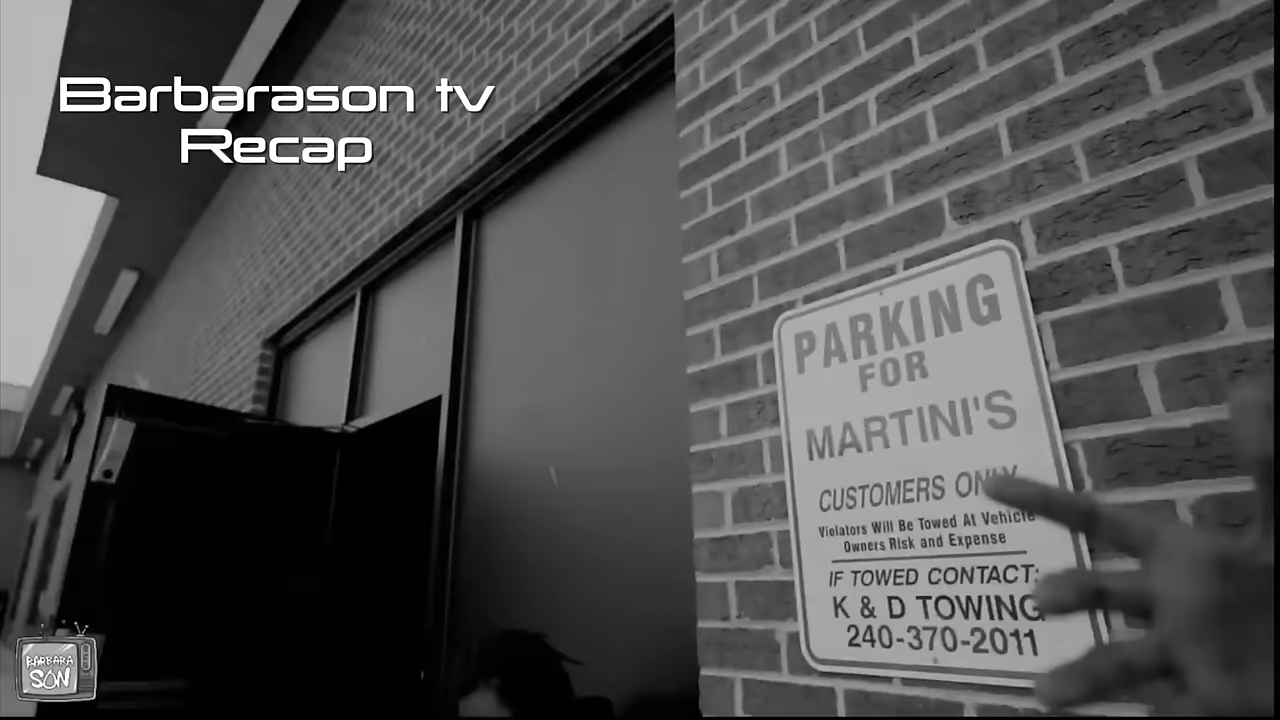 Barbarason tv
Recap
PARKING
FOR
MARTINI'S
CUSTOMERS ONLY
Violators Will Be Towed At Vehicle
Owners Risk and Expense
IF TOWED CONTACT:
K & D TOWING
240-370-2011
BARBARA
SON